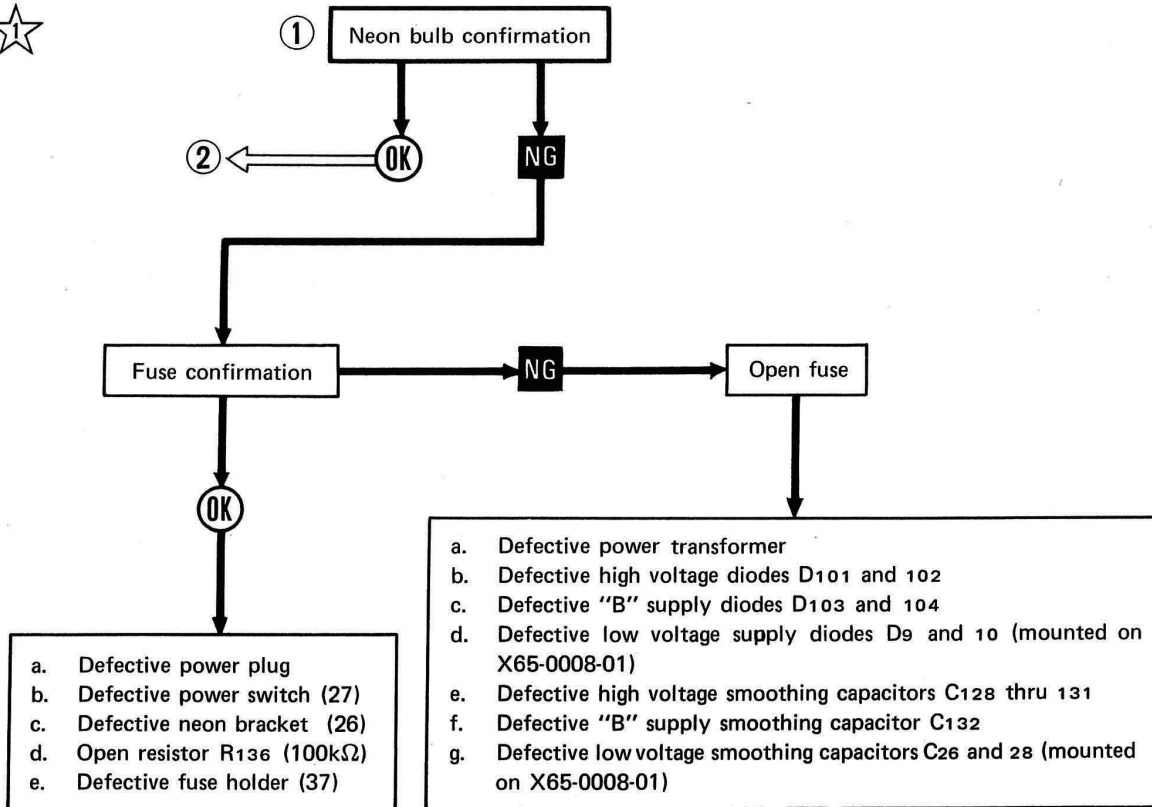 1
① Neon bulb confirmation
② OK NG
Fuse confirmation NG Open fuse
OK
a. Defective power plug
b. Defective power switch (27)
c. Defective neon bracket (26)
d. Open resistor R136 (100kΩ)
e. Defective fuse holder (37)
a. Defective power transformer
b. Defective high voltage diodes D101 and 102
c. Defective "B" supply diodes D103 and 104
d. Defective low voltage supply diodes D9 and 10 (mounted on
X65-0008-01)
e. Defective high voltage smoothing capacitors C128 thru 131
f. Defective "B" supply smoothing capacitor C132
g. Defective low voltage smoothing capacitors C26 and 28 (mounted
on X65-0008-01)